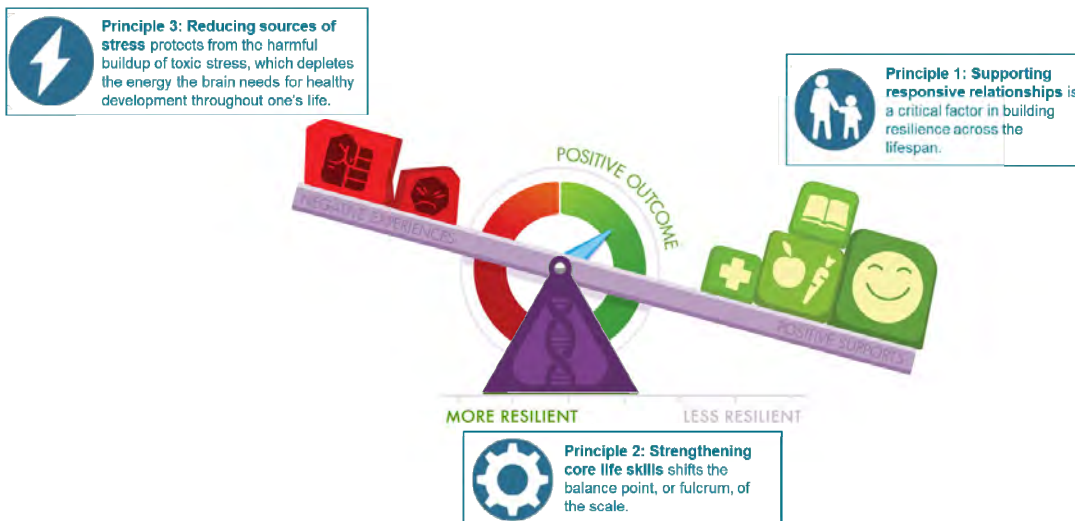 Principle 3: Reducing sources of
stress protects from the harmful
buildup of toxic stress, which depletes
the energy the brain needs for healthy
development throughout one's life.
Principle 1: Supporting
responsive relationships is
a critical factor in building
resilience across the
lifespan.
POSITIVE OUTCOME
NEGATIVE EXPERIENCES
POSITIVE SUPPORTS
MORE RESILIENT
LESS RESILIENT
Principle 2: Strengthening
core life skills shifts the
balance point, or fulcrum, of
the scale.